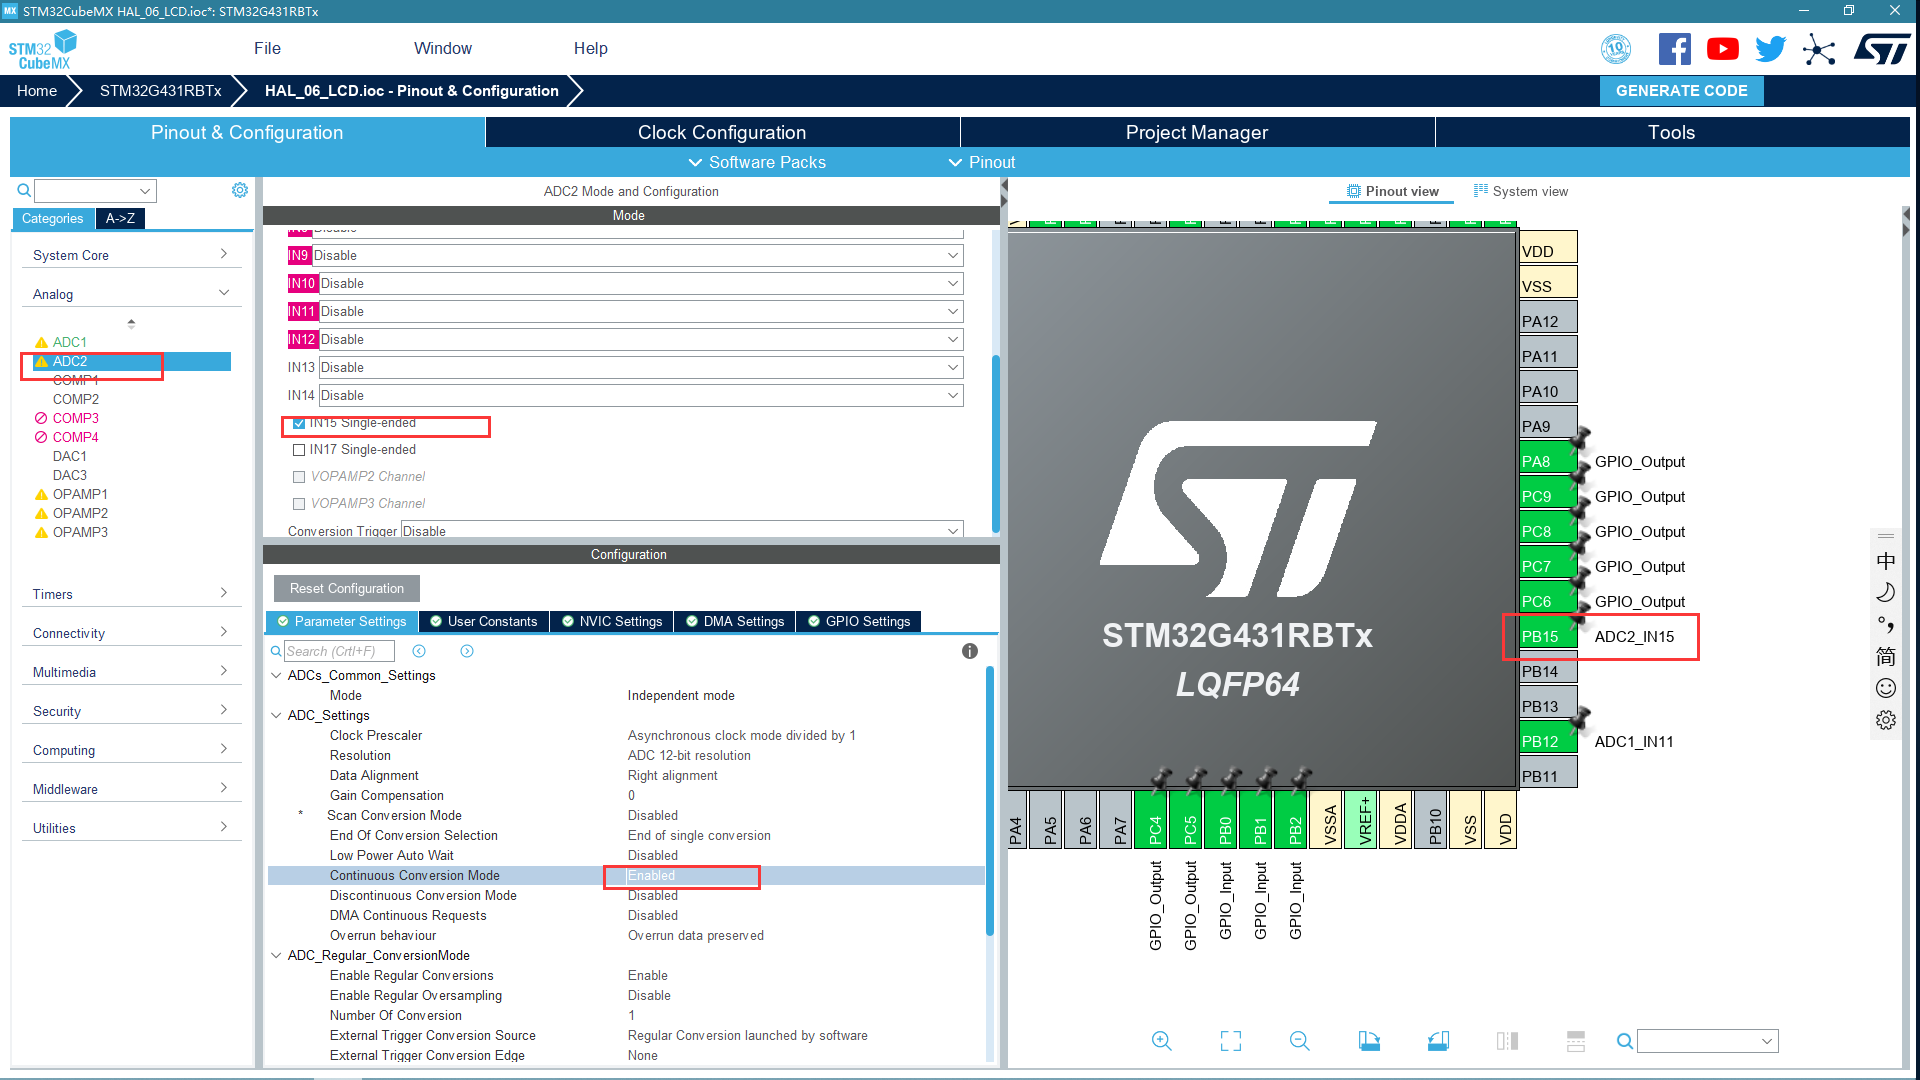 MX STM32CubeMX HAL_06_LCD.ioc*: STM32G431RBTx
STM32 CubeMX
File Window Help
10
Home STM32G431RBTx HAL_06_LCD.ioc - Pinout & Configuration GENERATE CODE
Pinout & Configuration Clock Configuration Project Manager Tools
Software Packs Pinout
Categories A->Z
System Core
Analog
ADC1
ADC2
COMP1
COMP2
COMP3
COMP4
DAC1
DAC3
OPAMP1
OPAMP2
OPAMP3
Timers
Connectivity
Multimedia
Security
Computing
Middleware
Utilities
ADC2 Mode and Configuration
Mode
IN9 Disable
IN10 Disable
IN11 Disable
IN12 Disable
IN13 Disable
IN14 Disable
IN15 Single-ended
IN17 Single-ended
VOPAMP2 Channel
VOPAMP3 Channel
Conversion Trigger Disable
Configuration
Reset Configuration
Parameter Settings User Constants NVIC Settings DMA Settings GPIO Settings
Search (Crtl+F)
ADCs_Common_Settings
Mode Independent mode
ADC_Settings
Clock Prescaler Asynchronous clock mode divided by 1
Resolution ADC 12-bit resolution
Data Alignment Right alignment
Gain Compensation 0
* Scan Conversion Mode Disabled
End Of Conversion Selection End of single conversion
Low Power Auto Wait Disabled
Continuous Conversion Mode Enabled
Discontinuous Conversion Mode Disabled
DMA Continuous Requests Disabled
Overrun behaviour Overrun data preserved
ADC_Regular_ConversionMode
Enable Regular Conversions Enable
Enable Regular Oversampling Disable
Number Of Conversion 1
External Trigger Conversion Source Regular Conversion launched by software
External Trigger Conversion Edge None
Pinout view System view
VDD
VSS
PA12
PA11
PA10
PA9
PA8 GPIO_Output
PC9 GPIO_Output
PC8 GPIO_Output
PC7 GPIO_Output
PC6 GPIO_Output
PB15 ADC2_IN15
PB14
PB13
PB12 ADC1_IN11
PB11
STM32G431RBTx
LQFP64
PA4
PA5
PA6
PA7
PC4
PC5
PB0
PB1
PB2
VSSA
VREF+
VDDA
PB10
VSS
VDD
GPIO_Output
GPIO_Output
GPIO_Input
GPIO_Input
GPIO_Input
中
简